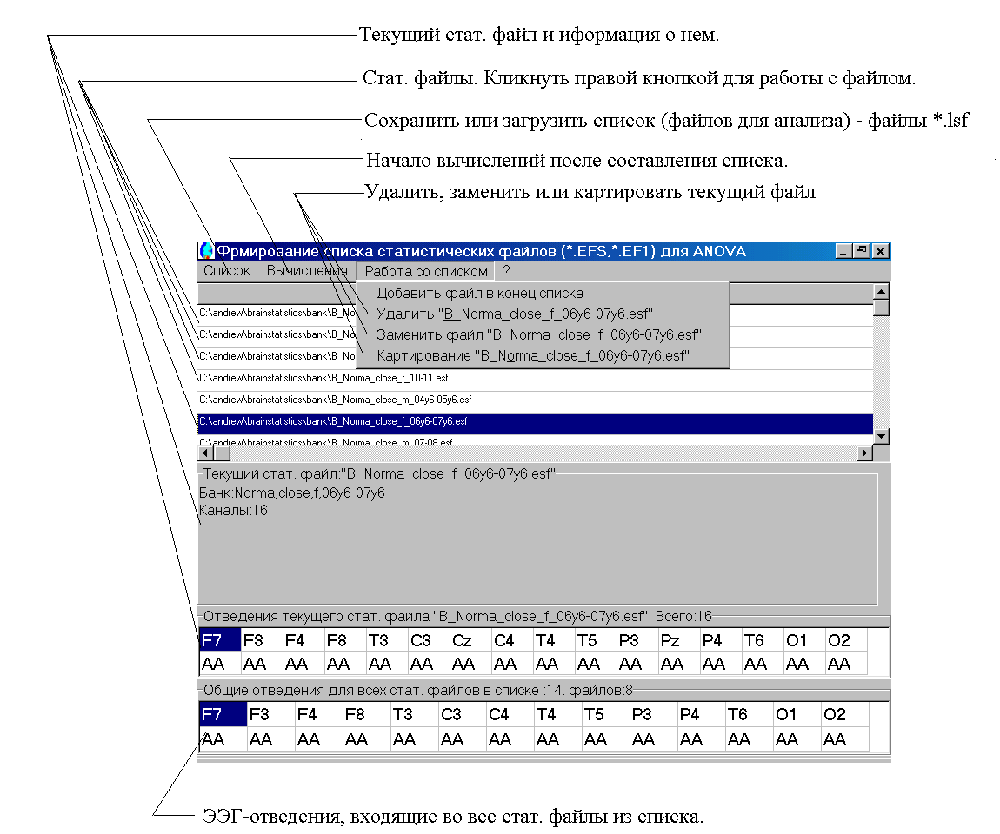 Текущий стат. файл и иформация о нем.
Стат. файлы. Кликнуть правой кнопкой для работы с файлом.
Сохранить или загрузить список (файлов для анализа) - файлы *.lsf
Начало вычислений после составления списка.
Удалить, заменить или картировать текущий файл
Фрмирование списка статистических файлов (*.EFS,*.EF1) для ANOVA
Список Вычисления Работа со списком ?
Добавить файл в конец списка
Удалить "B_Norma_close_f_06y6-07y6.esf"
Заменить файл "B_Norma_close_f_06y6-07y6.esf"
Картирование "B_Norma_close_f_06y6-07y6.esf"
C:\andrew\brainstatistics\bank\B_No
C:\andrew\brainstatistics\bank\B_No
C:\andrew\brainstatistics\bank\B_No
C:\andrew\brainstatistics\bank\B_Norma_close_f_10-11.esf
C:\andrew\brainstatistics\bank\B_Norma_close_m_04y6-05y6.esf
C:\andrew\brainstatistics\bank\B_Norma_close_f_06y6-07y6.esf
C:\andrew\brainstatistics\bank\B_Norma_close_m_07-08.esf
Текущий стат. файл:"B_Norma_close_f_06y6-07y6.esf"
Банк:Norma,close,f,06y6-07y6
Каналы:16
Отведения текущего стат. файла "B_Norma_close_f_06y6-07y6.esf". Всего:16
F7 F3 F4 F8 T3 C3 Cz C4 T4 T5 P3 Pz P4 T6 O1 O2
AA AA AA AA AA AA AA AA AA AA AA AA AA AA AA AA
Общие отведения для всех стат. файлов в списке :14, файлов:8
F7 F3 F4 F8 T3 C3 C4 T4 T5 P3 P4 T6 O1 O2
AA AA AA AA AA AA AA AA AA AA AA AA AA AA
ЭЭГ-отведения, входящие во все стат. файлы из списка.